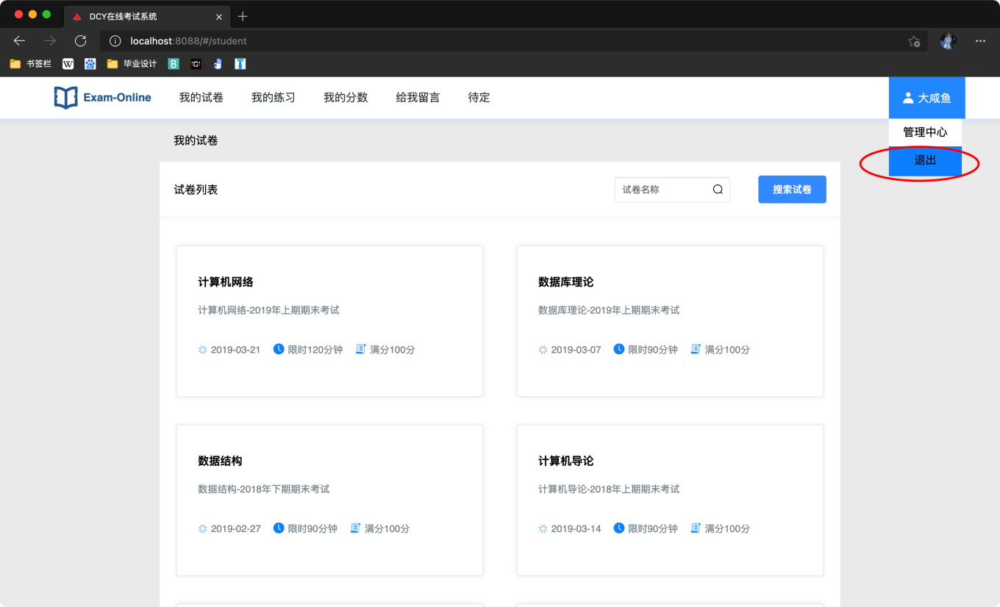 DCY在线考试系统
localhost:8088/#/student
书签栏 W 毕业设计 B
Exam-Online 我的试卷 我的练习 我的分数 给我留言 待定 大咸鱼
管理中心
退出
我的试卷
试卷列表 试卷名称 搜索试卷
计算机网络
计算机网络-2019年上期期末考试
2019-03-21 限时120分钟 满分100分
数据库理论
数据库理论-2019年上期期末考试
2019-03-07 限时90分钟 满分100分
数据结构
数据结构-2018年下期期末考试
2019-02-27 限时90分钟 满分100分
计算机导论
计算机导论-2018年上期期末考试
2019-03-14 限时90分钟 满分100分